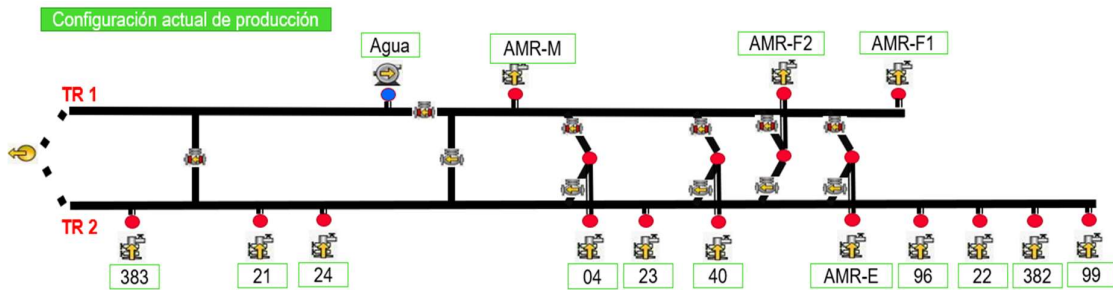 Configuración actual de producción
Agua
AMR-M
AMR-F2
AMR-F1
TR 1
TR 2
383
21
24
04
23
40
AMR-E
96
22
382
99